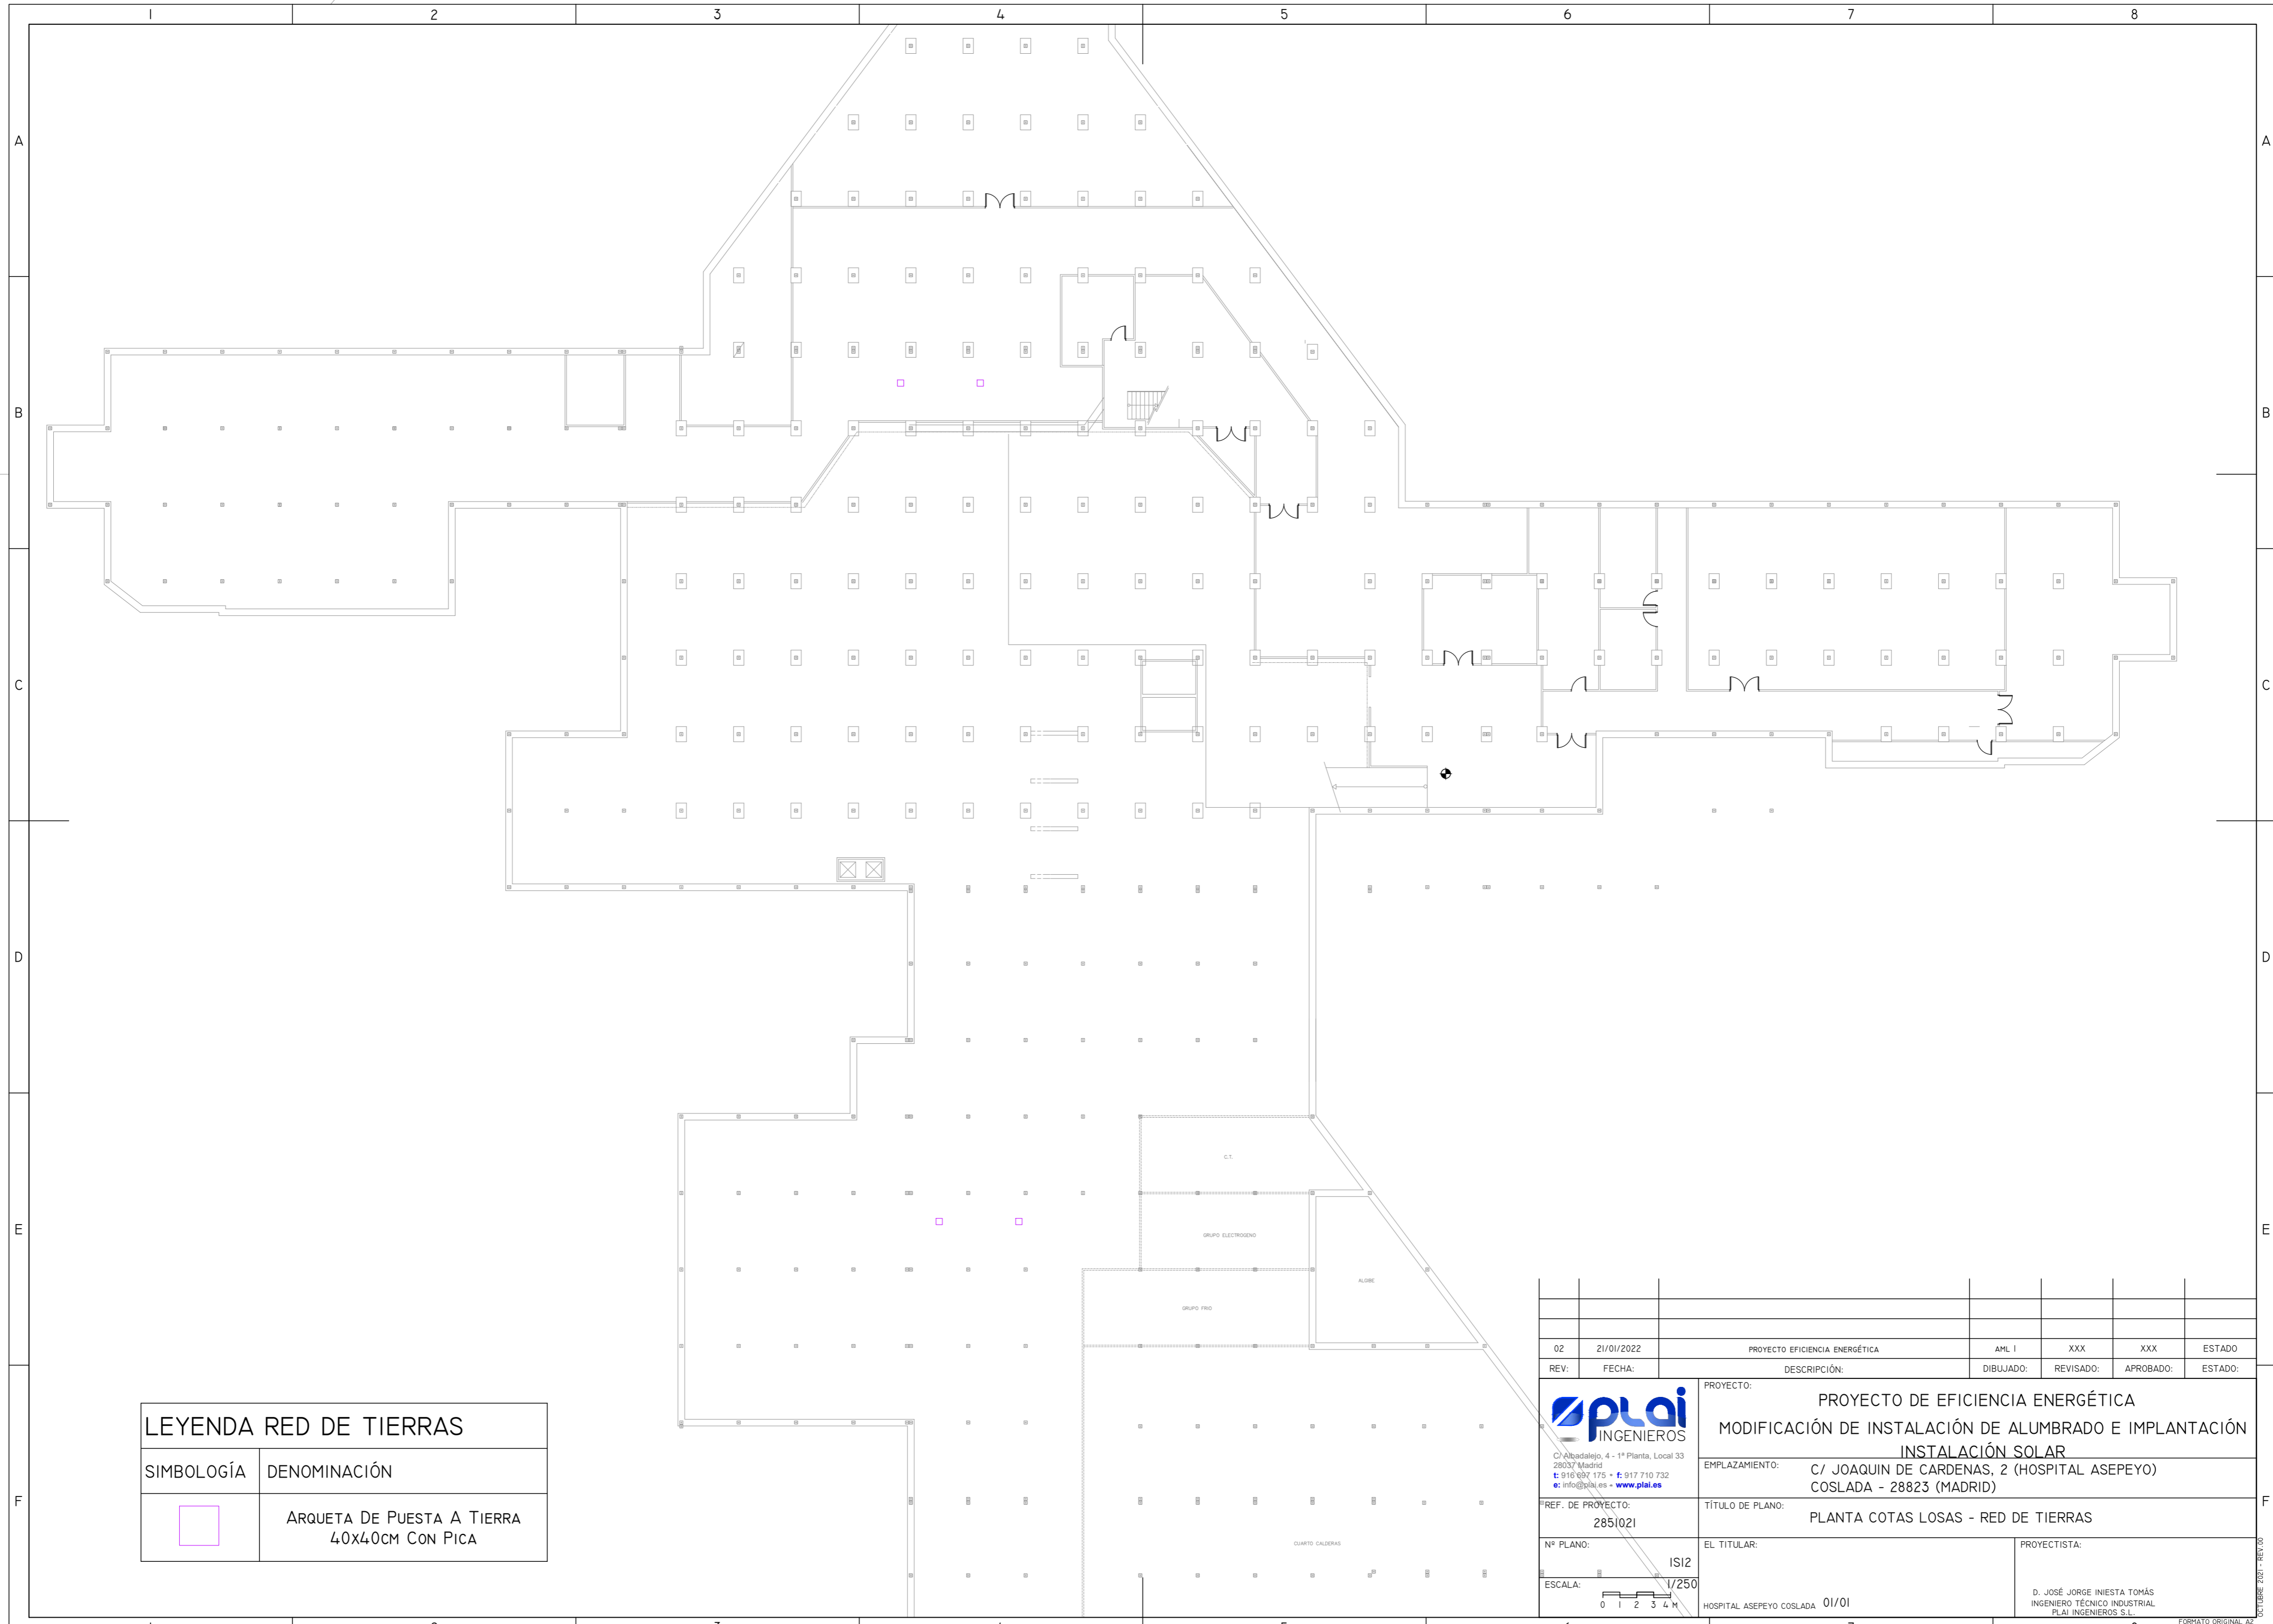 1 2 3 4 5 6 7 8
A A
B B
C C
D D
E E
F F
C.T.
GRUPO ELECTROGENO
ALGIBE
GRUPO FRIO
CUARTO CALDERAS
LEYENDA RED DE TIERRAS
SIMBOLOGÍA DENOMINACIÓN
ARQUETA DE PUESTA A TIERRA
40X40CM CON PICA
02 21/01/2022 PROYECTO EFICIENCIA ENERGÉTICA AML 1 XXX XXX ESTADO
REV: FECHA: DESCRIPCIÓN: DIBUJADO: REVISADO: APROBADO: ESTADO:
plai
INGENIEROS
C/ Albadalejo, 4 - 1ª Planta, Local 33
28037 Madrid
t: 916 697 175 • f: 917 710 732
e: info@plai.es • www.plai.es
PROYECTO:
PROYECTO DE EFICIENCIA ENERGÉTICA
MODIFICACIÓN DE INSTALACIÓN DE ALUMBRADO E IMPLANTACIÓN
INSTALACIÓN SOLAR
EMPLAZAMIENTO: C/ JOAQUIN DE CARDENAS, 2 (HOSPITAL ASEPEYO)
COSLADA - 28823 (MADRID)
REF. DE PROYECTO:
2851021
TÍTULO DE PLANO:
PLANTA COTAS LOSAS - RED DE TIERRAS
Nº PLANO:
IS12
ESCALA: 1/250
0 1 2 3 4 M
EL TITULAR:
HOSPITAL ASEPEYO COSLADA 01/01
PROYECTISTA:
D. JOSÉ JORGE INIESTA TOMÁS
INGENIERO TÉCNICO INDUSTRIAL
PLAI INGENIEROS S.L.
OCTUBRE 2021 - REV.00
FORMATO ORIGINAL A2